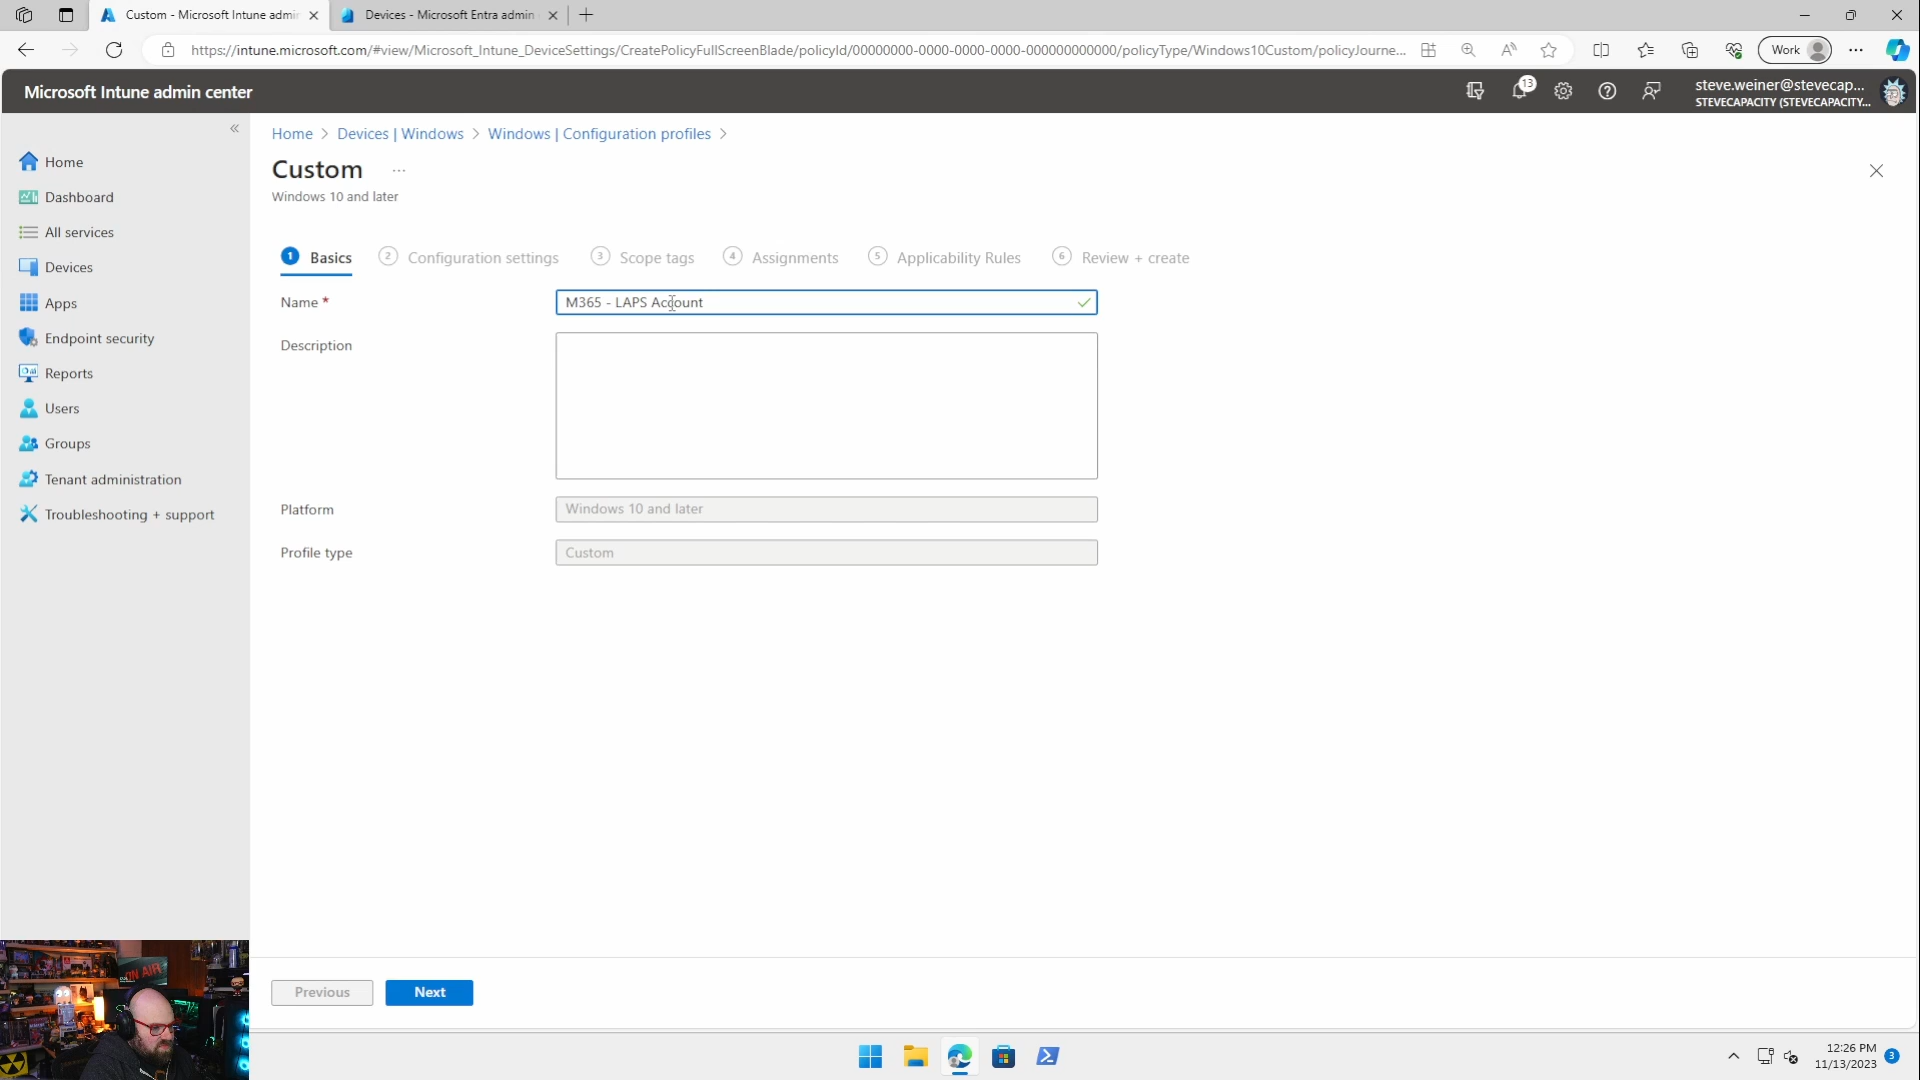 Custom - Microsoft Intune admin
Devices - Microsoft Entra admin
https://intune.microsoft.com/#view/Microsoft_Intune_DeviceSettings/CreatePolicyFullScreenBlade/policyId/00000000-0000-0000-0000-000000000000/policyType/Windows10Custom/policyJourne...
Work
Microsoft Intune admin center
13
steve.weiner@stevecap...
STEVECAPACITY (STEVECAPACITY,...
Home
Dashboard
All services
Devices
Apps
Endpoint security
Reports
Users
Groups
Tenant administration
Troubleshooting + support
Home > Devices | Windows > Windows | Configuration profiles >
Custom
...
Windows 10 and later
1 Basics
2 Configuration settings
3 Scope tags
4 Assignments
5 Applicability Rules
6 Review + create
Name *
M365 - LAPS Account
Description
Platform
Windows 10 and later
Profile type
Custom
Previous
Next
ON AIR
12:26 PM
11/13/2023
3